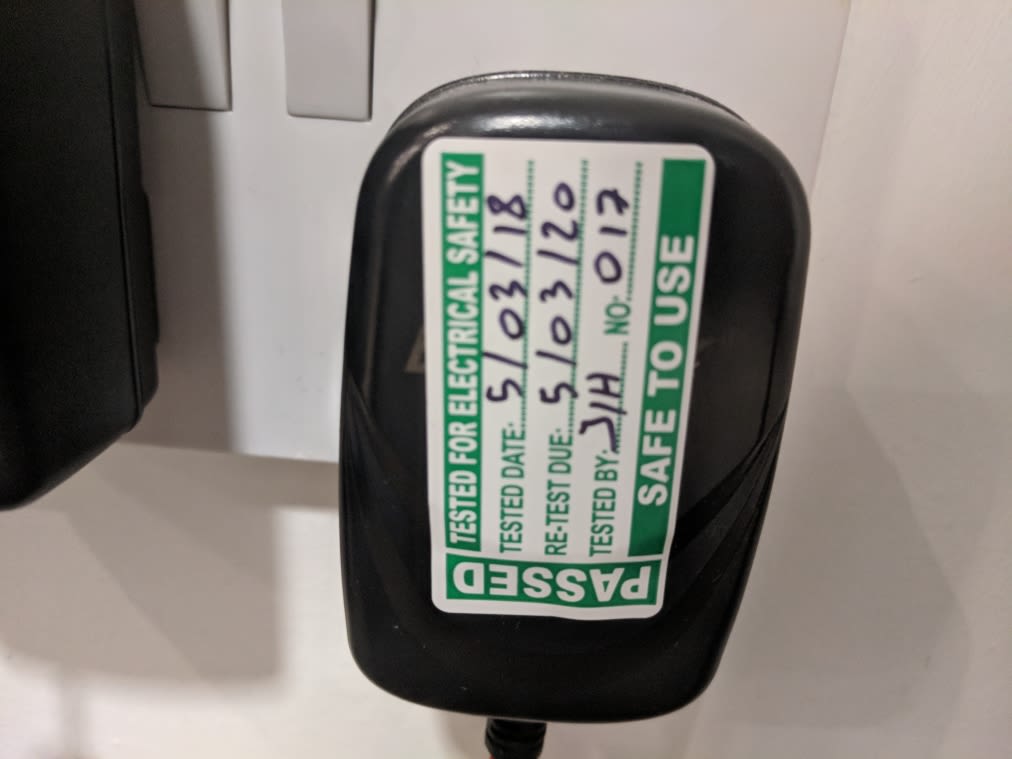 PASSED
TESTED FOR ELECTRICAL SAFETY
TESTED DATE: 5/03/18
RE-TEST DUE: 5/03/20
TESTED BY: JIH NO: 017
SAFE TO USE